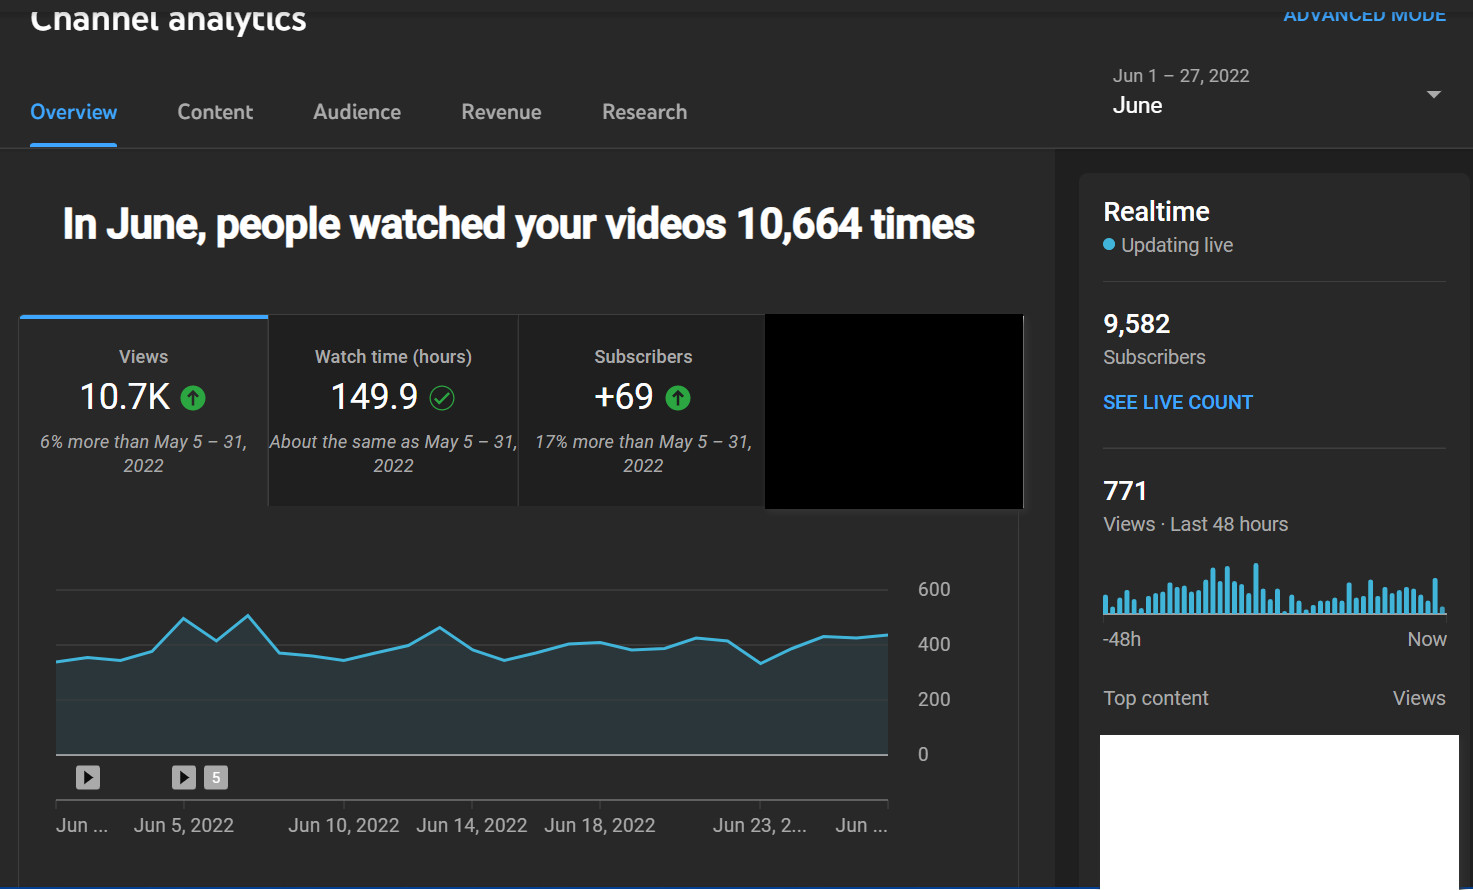 Channel analytics
ADVANCED MODE
Jun 1 – 27, 2022
June
Overview
Content
Audience
Revenue
Research
In June, people watched your videos 10,664 times
Views
10.7K
6% more than May 5 – 31,
2022
Watch time (hours)
149.9
About the same as May 5 – 31,
2022
Subscribers
+69
17% more than May 5 – 31,
2022
600
400
200
0
5
Jun ...
Jun 5, 2022
Jun 10, 2022
Jun 14, 2022
Jun 18, 2022
Jun 23, 2...
Jun ...
Realtime
Updating live
9,582
Subscribers
SEE LIVE COUNT
771
Views · Last 48 hours
-48h
Now
Top content
Views